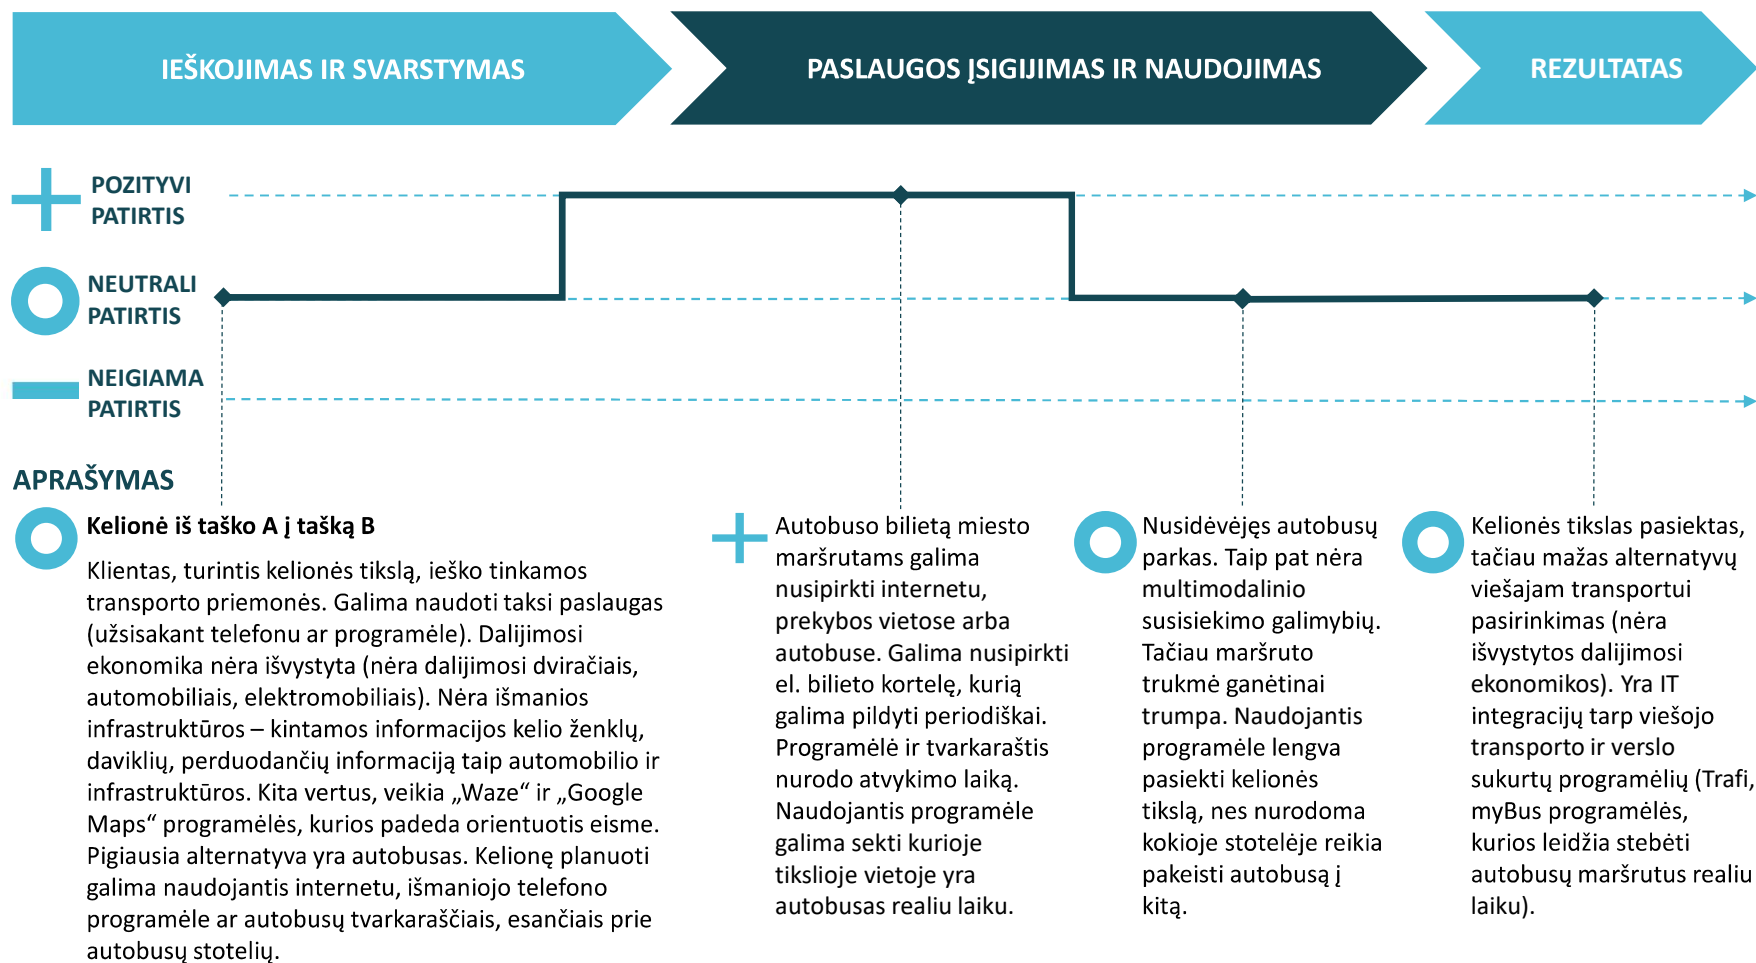 IEŠKOJIMAS IR SVARSTYMAS
PASLAUGOS ĮSIGIJIMAS IR NAUDOJIMAS
REZULTATAS
POZITYVI
PATIRTIS
NEUTRALI
PATIRTIS
NEIGIAMA
PATIRTIS
APRAŠYMAS
Kelionė iš taško A į tašką B
Klientas, turintis kelionės tikslą, ieško tinkamos
transporto priemonės. Galima naudoti taksi paslaugas
(užsisakant telefonu ar programėle). Dalijimosi
ekonomika nėra išvystyta (nėra dalijimosi dviračiais,
automobiliais, elektromobiliais). Nėra išmanios
infrastruktūros – kintamos informacijos kelio ženklų,
daviklių, perduodančių informaciją taip automobilio ir
infrastruktūros. Kita vertus, veikia „Waze“ ir „Google
Maps“ programėlės, kurios padeda orientuotis eisme.
Pigiausia alternatyva yra autobusas. Kelionę planuoti
galima naudojantis internetu, išmaniojo telefono
programėle ar autobusų tvarkaraščiais, esančiais prie
autobusų stotelių.
Autobuso bilietą miesto
maršrutams galima
nusipirkti internetu,
prekybos vietose arba
autobuse. Galima nusipirkti
el. bilieto kortelę, kurią
galima pildyti periodiškai.
Programėlė ir tvarkaraštis
nurodo atvykimo laiką.
Naudojantis programėle
galima sekti kurioje
tikslioje vietoje yra
autobusas realiu laiku.
Nusidėvėjęs autobusų
parkas. Taip pat nėra
multimodalinio
susisiekimo galimybių.
Tačiau maršruto
trukmė ganėtinai
trumpa. Naudojantis
programėle lengva
pasiekti kelionės
tikslą, nes nurodoma
kokioje stotelėje reikia
pakeisti autobusą į
kitą.
Kelionės tikslas pasiektas,
tačiau mažas alternatyvų
viešajam transportui
pasirinkimas (nėra
išvystytos dalijimosi
ekonomikos). Yra IT
integracijų tarp viešojo
transporto ir verslo
sukurtų programėlių (Trafi,
myBus programėlės,
kurios leidžia stebėti
autobusų maršrutus realiu
laiku).